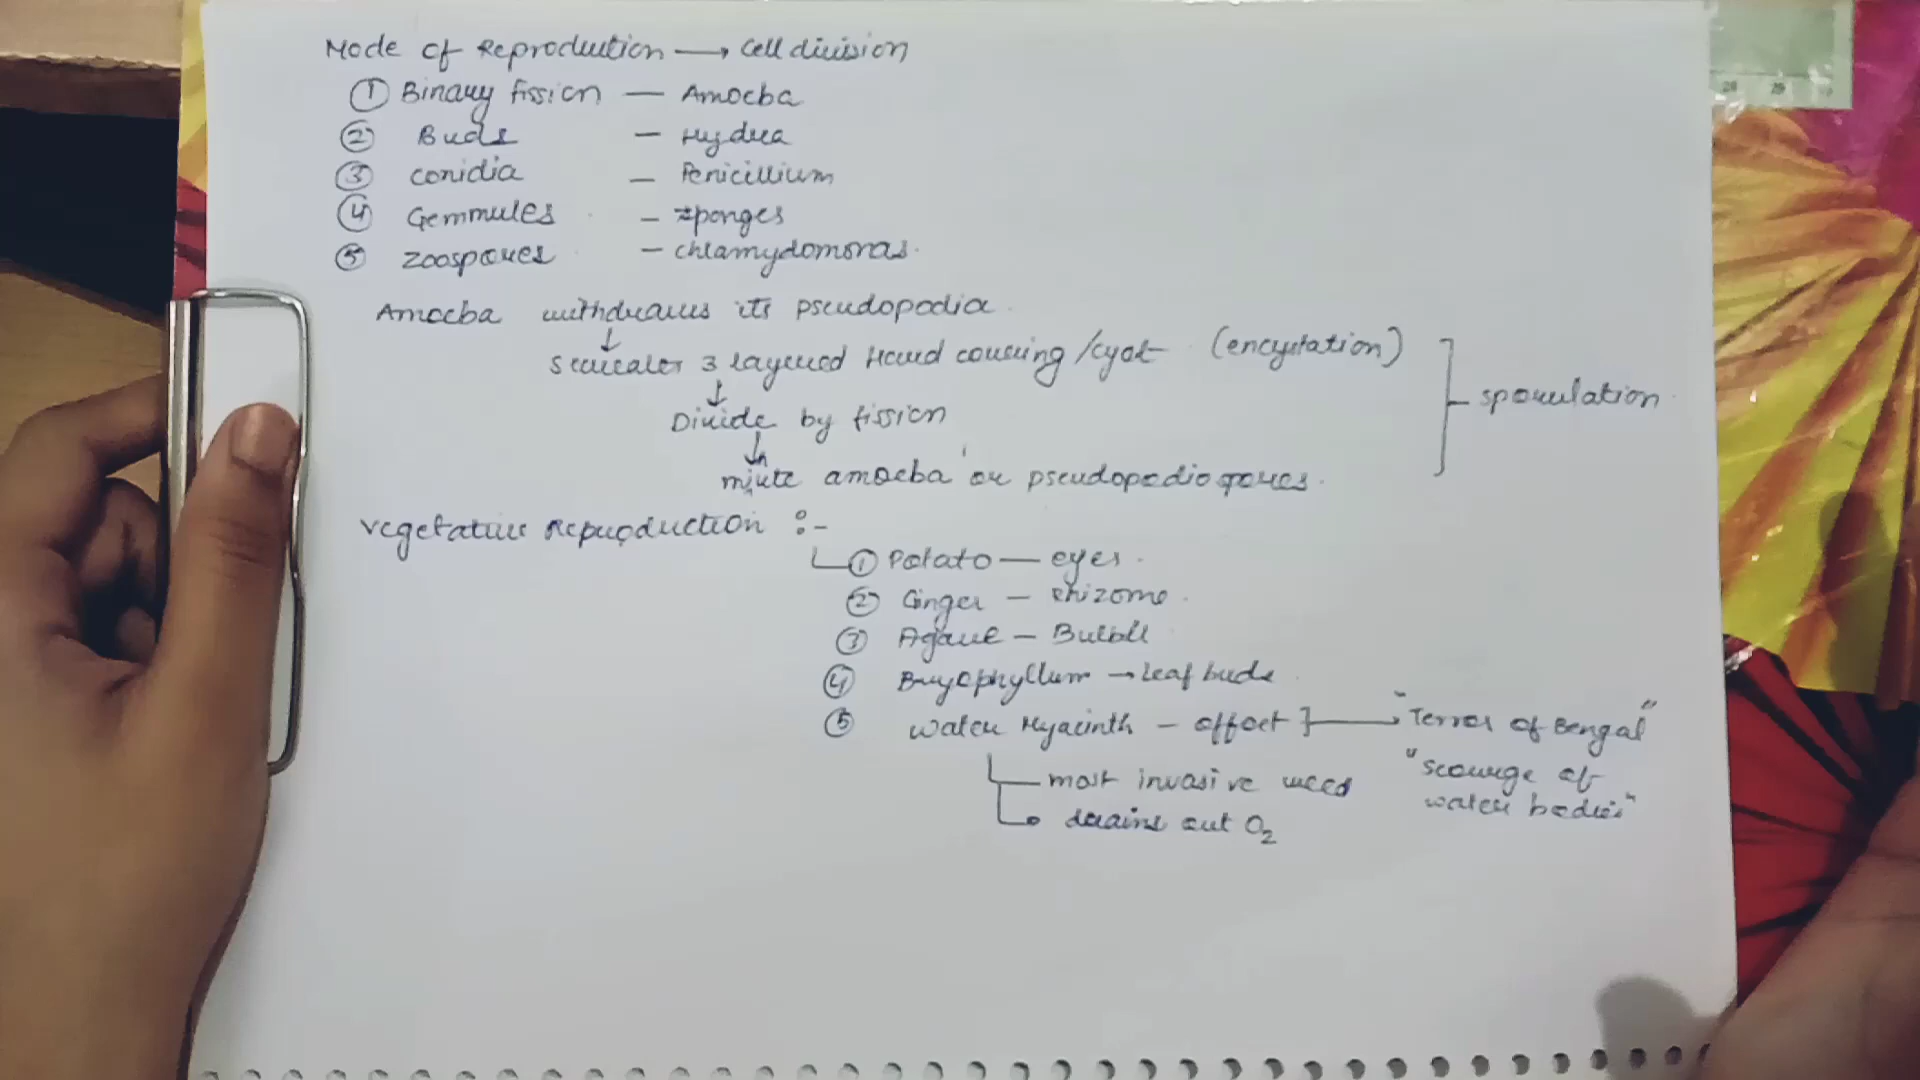 Mode of Reproduction → Cell division
① Binary fission — Amoeba
② Buds — Hydra
③ conidia — Penicillium
④ Gemmules — sponges
⑤ zoospores — chlamydomonas.
Amoeba withdraws its pseudopodia.
↓
3 layered Hard covering /cyst (encystation)
↓
Divide by fission
↓
minute amoeba or pseudopodiospores.
] sporulation
vegetative Reproduction :-
① Potato — eyes.
② Ginger — rhizome.
③ Agave — Bulbil
④ Bryophyllum → leaf buds
⑤ water Hyacinth — offset ] → "Terror of Bengal"
most invasive weed "scourge of
water bodies"
drains out O₂
28 29